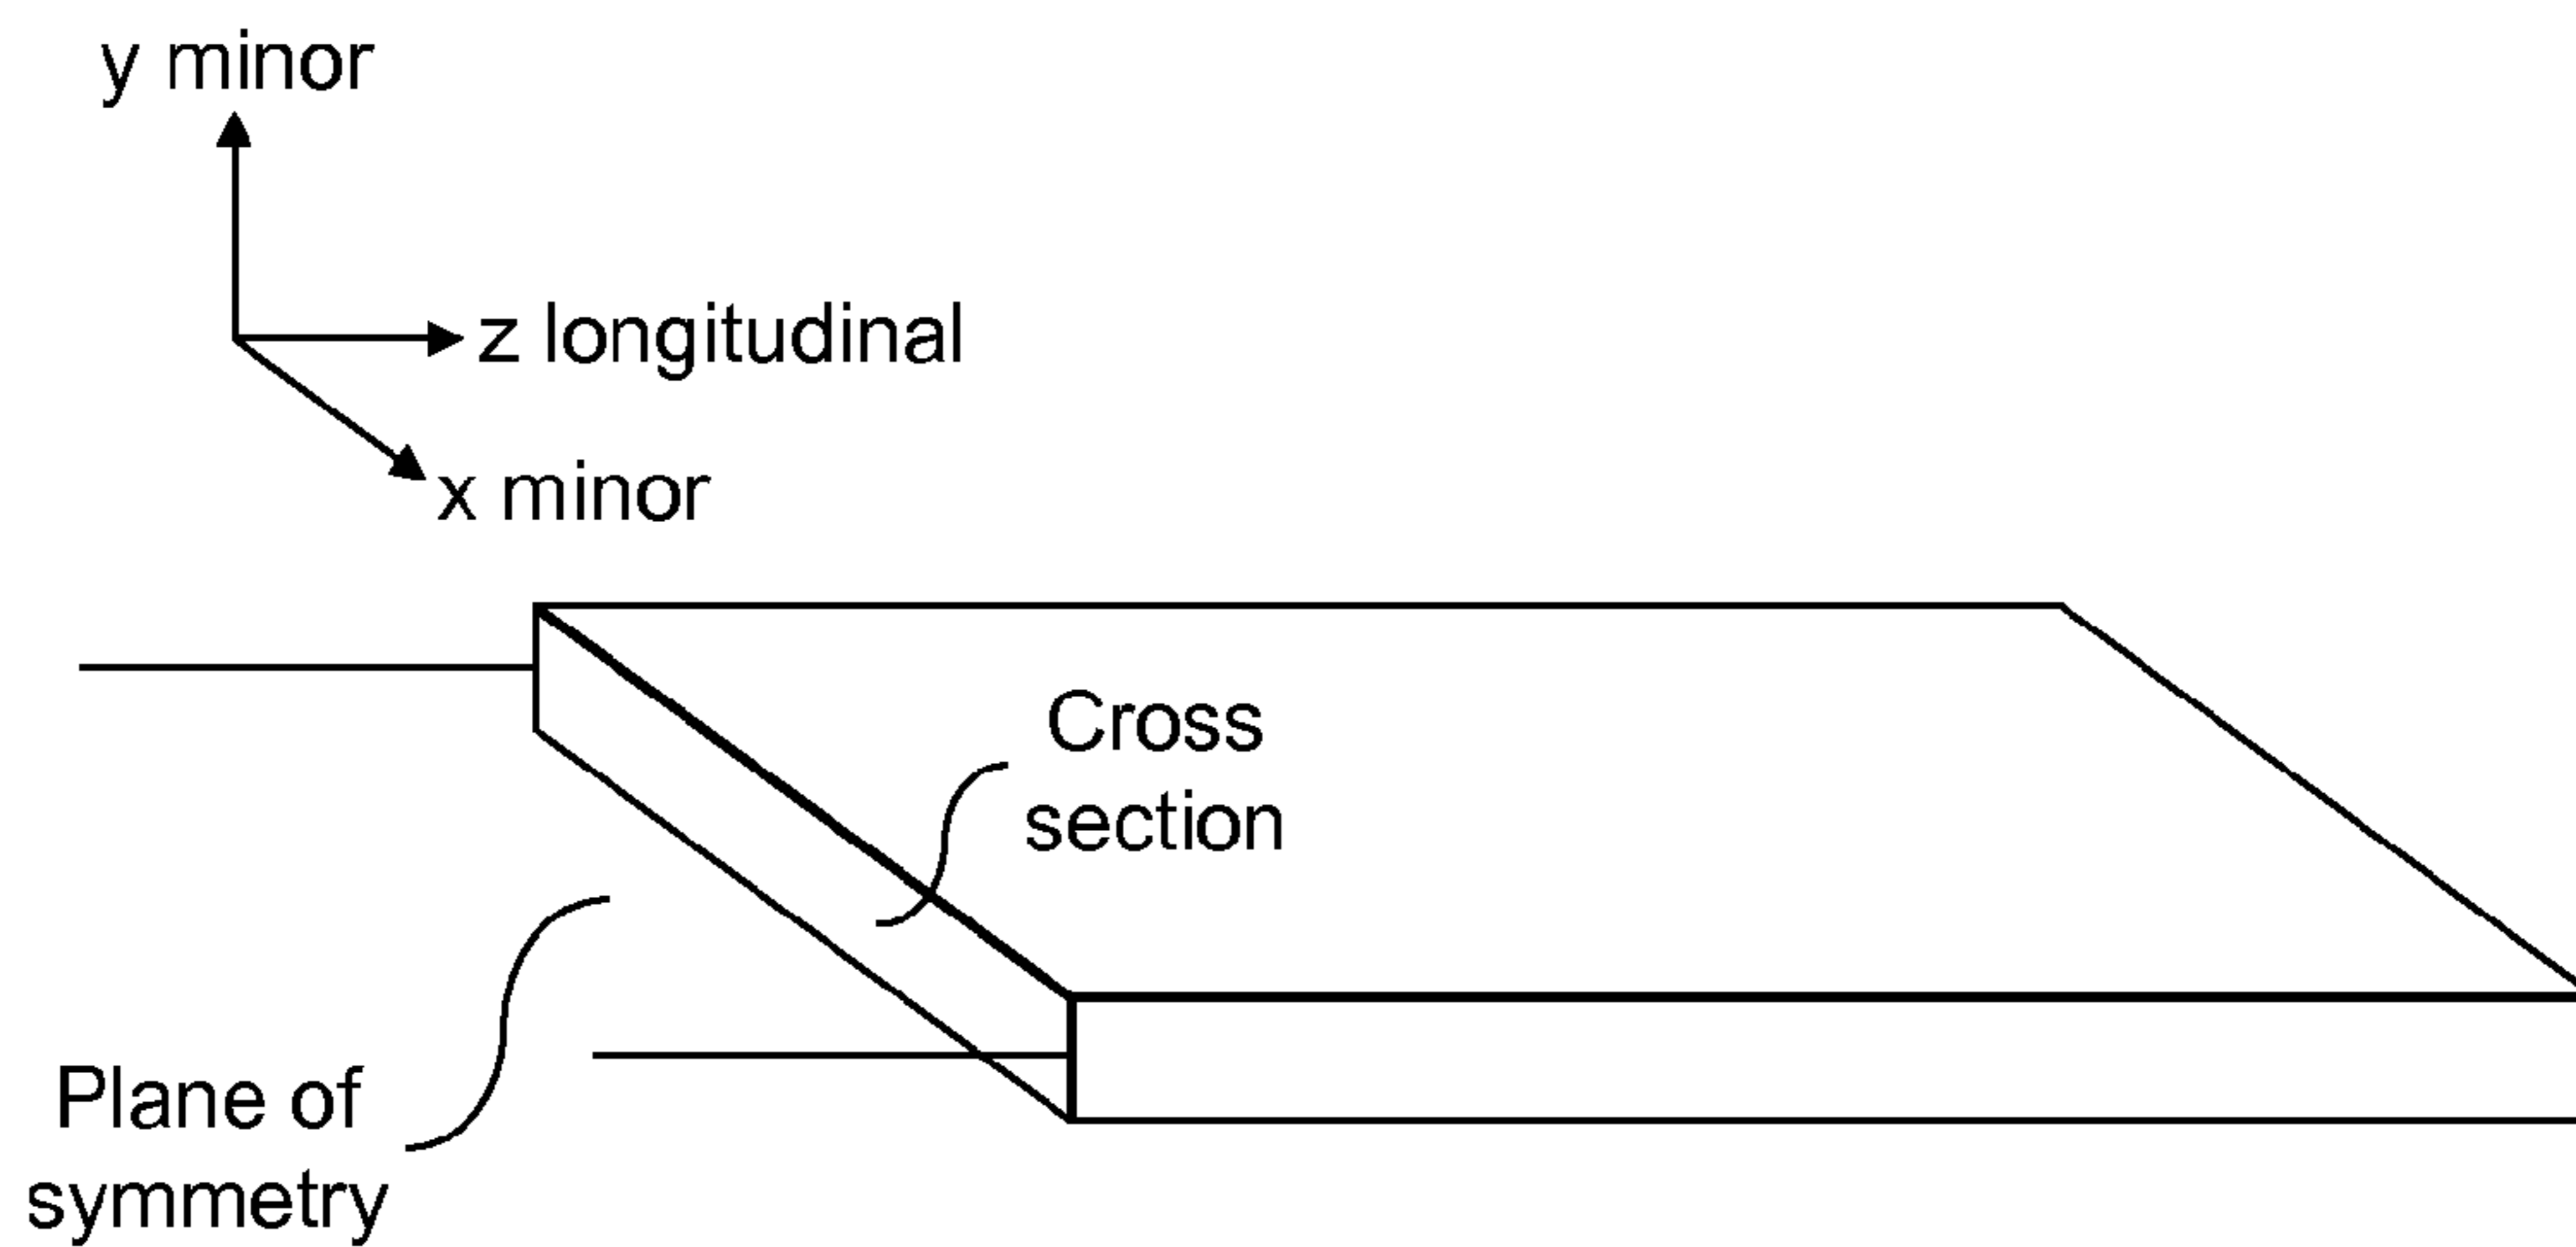 y minor
z longitudinal
x minor
Cross
section
Plane of
symmetry